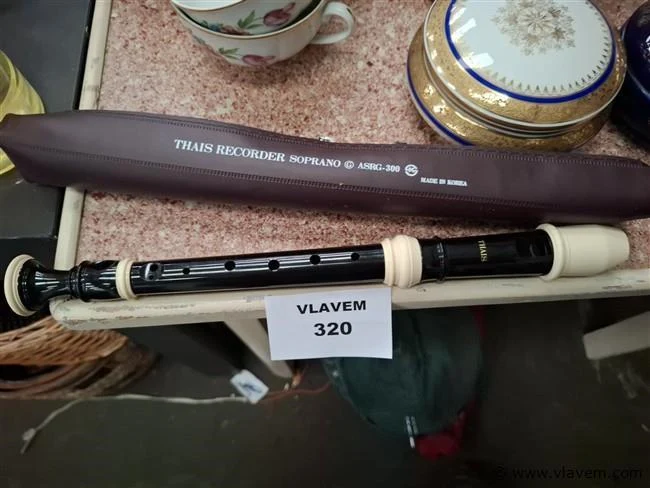 THAIS RECORDER SOPRANO © ASRG-300
MADE IN KOREA
THAIS
VLAVEM
320
© www.vlavem.com